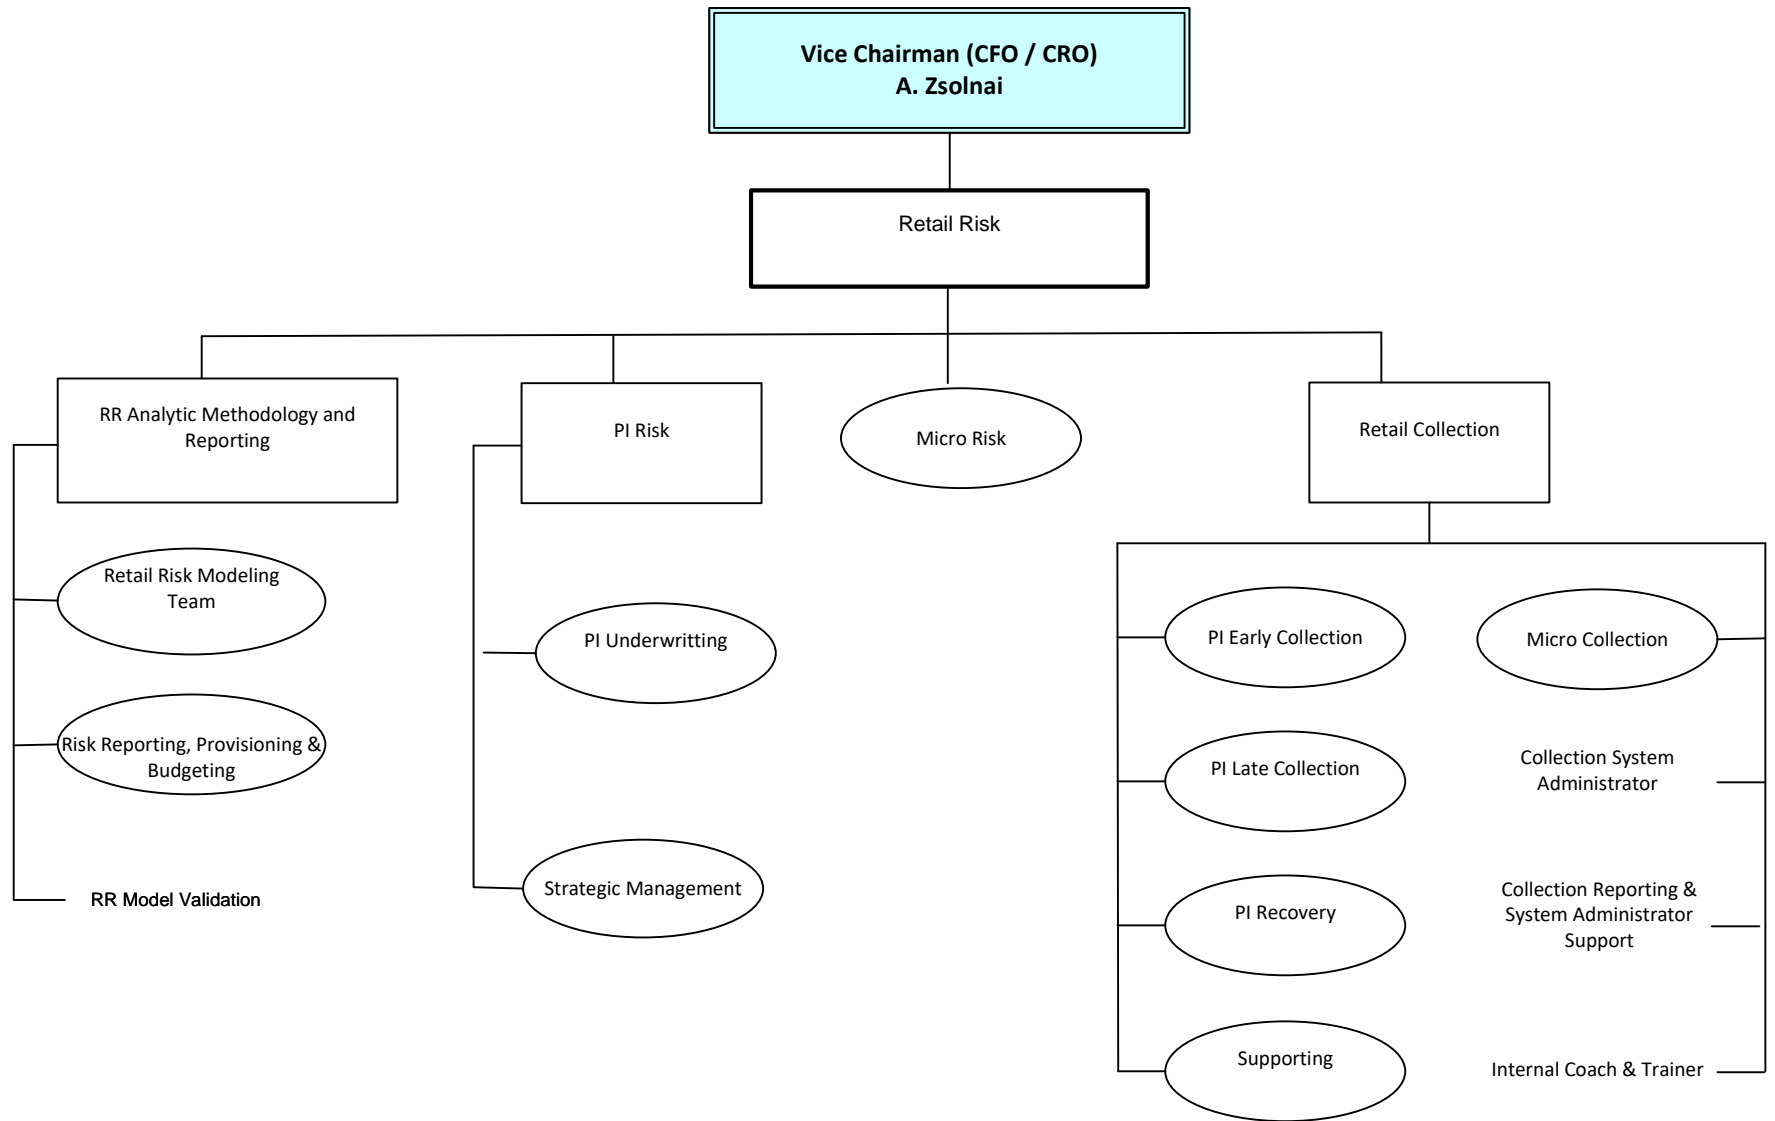 Vice Chairman (CFO / CRO)
A. Zsolnai
Retail Risk
RR Analytic Methodology and
Reporting
PI Risk
Micro Risk
Retail Collection
Retail Risk Modeling
Team
Risk Reporting, Provisioning &
Budgeting
RR Model Validation
PI Underwritting
Strategic Management
PI Early Collection
PI Late Collection
PI Recovery
Supporting
Micro Collection
Collection System
Administrator
Collection Reporting &
System Administrator
Support
Internal Coach & Trainer